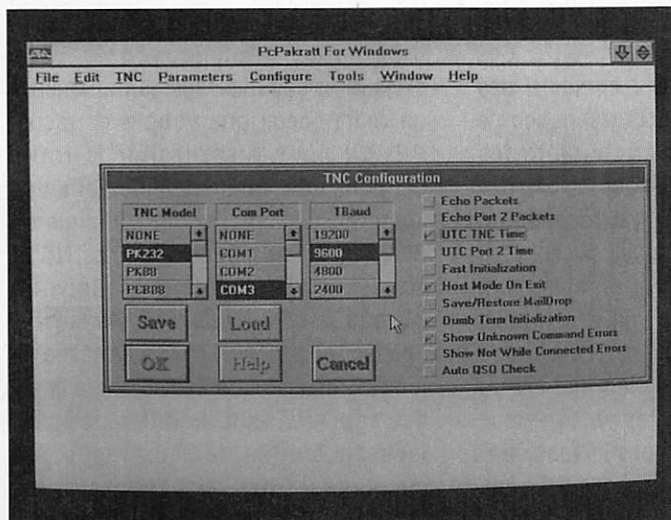 PcPakratt For Windows
File Edit TNC Parameters Configure Tools Window Help
TNC Configuration
TNC Model
NONE
PK232
PK88
PCB88
Com Port
NONE
COM1
COM2
COM3
TBaud
19200
9600
4800
2400
Save
Load
OK
Help
Cancel
Echo Packets
Echo Port 2 Packets
UTC TNC Time
UTC Port 2 Time
Fast Initialization
Host Mode On Exit
Save/Restore MailDrop
Dumb Term Initialization
Show Unknown Command Errors
Show Not While Connected Errors
Auto QSO Check